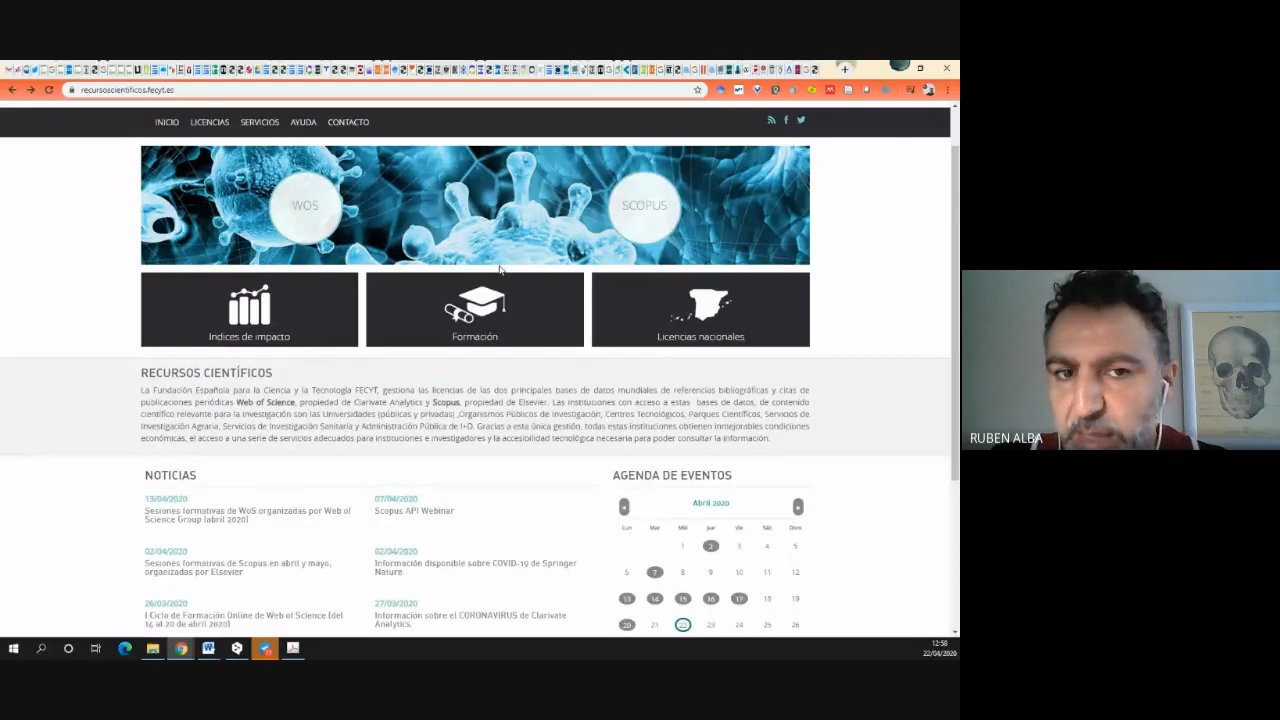 recursoscientificos.fecyt.es
INICIO LICENCIAS SERVICIOS AYUDA CONTACTO
WOS
SCOPUS
Indices de impacto
Formación
Licencias nacionales
RECURSOS CIENTÍFICOS
La Fundación Española para la Ciencia y la Tecnología FECYT, gestiona las licencias de las dos principales bases de datos mundiales de referencias bibliográficas y citas de
publicaciones periódicas Web of Science, propiedad de Clarivate Analytics y Scopus, propiedad de Elsevier. Las instituciones con acceso a estas bases de datos, de contenido
científico relevante para la investigación son las Universidades (públicas y privadas) ,Organismos Públicos de Investigación, Centros Tecnológicos, Parques Científicos, Servicios de
Investigación Agraria, Servicios de Investigación Sanitaria y Administración Pública de I+D. Gracias a esta única gestión, todas estas instituciones obtienen inmejorables condiciones
económicas, el acceso a una serie de servicios adecuados para instituciones e investigadores y la accesibilidad tecnológica necesaria para poder consultar la información.
NOTICIAS
13/04/2020
Sesiones formativas de WoS organizadas por Web of
Science Group (abril 2020)
07/04/2020
Scopus API Webinar
02/04/2020
Sesiones formativas de Scopus en abril y mayo,
organizadas por Elsevier
02/04/2020
Información disponible sobre COVID-19 de Springer
Nature
26/03/2020
I Ciclo de Formación Online de Web of Science (del
14 al 20 de abril 2020)
27/03/2020
Información sobre el CORONAVIRUS de Clarivate
Analytics
AGENDA DE EVENTOS
Abril 2020
Lun Mar Mié Jue Vie Sáb Dom
1 2 3 4 5
6 7 8 9 10 11 12
13 14 15 16 17 18 19
20 21 22 23 24 25 26
12:58
22/04/2020
RUBEN ALBA